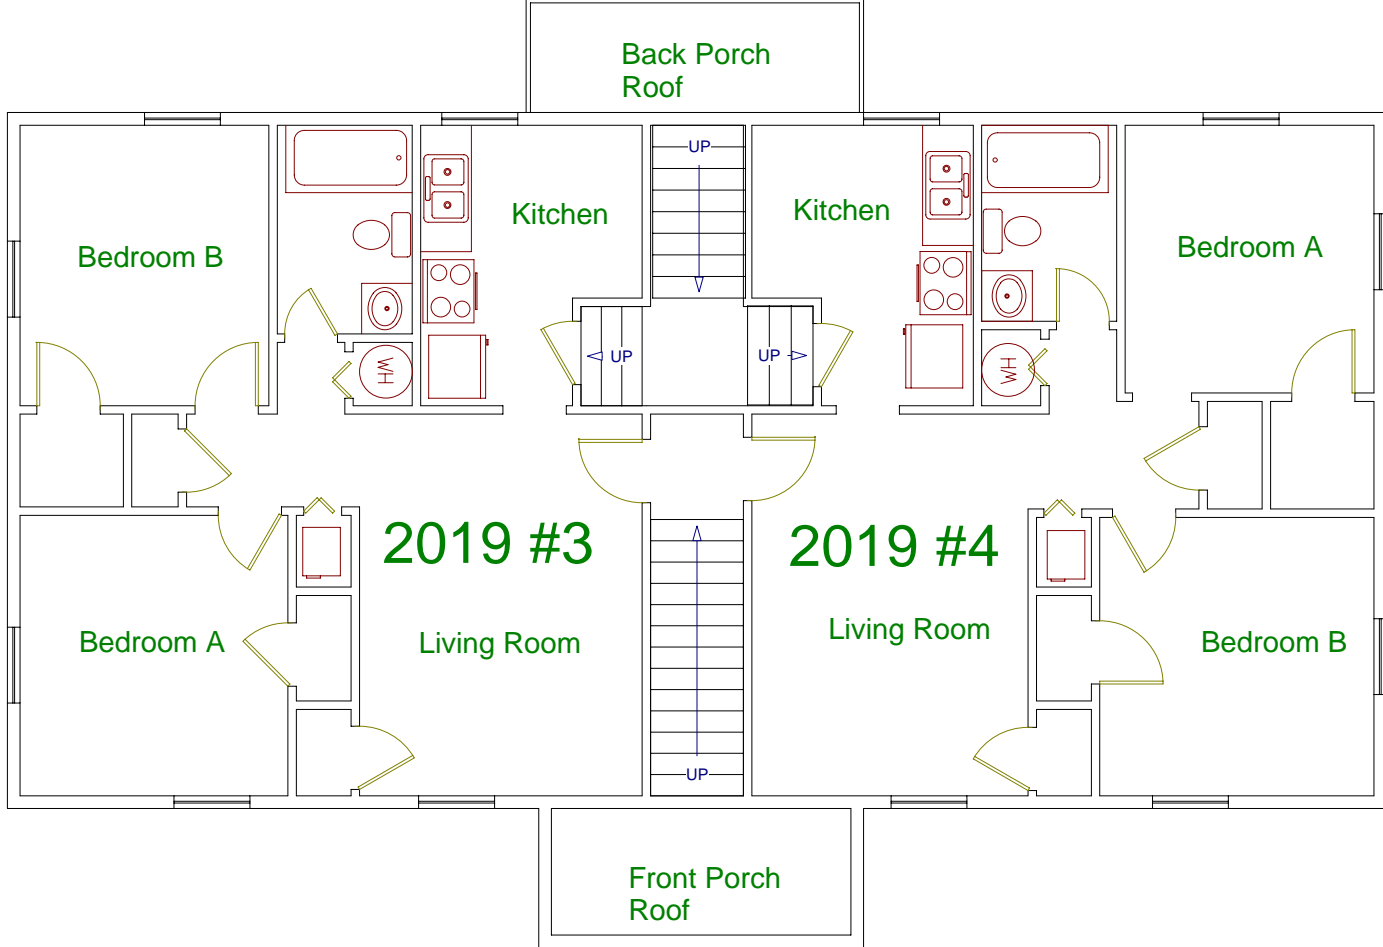 Back Porch
Roof
UP
Kitchen
Kitchen
Bedroom B
Bedroom A
UP
UP
WH
WH
2019 #3
2019 #4
Living Room
Living Room
Bedroom A
Bedroom B
UP
Front Porch
Roof